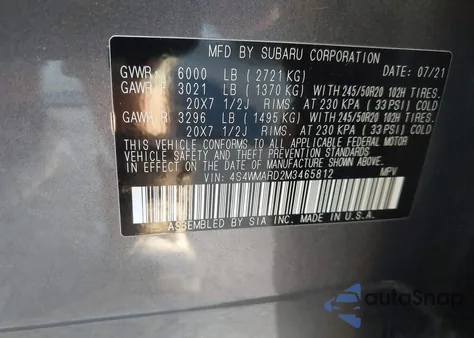 MFD BY SUBARU CORPORATION
GVWR 6000 LB (2721KG) DATE: 07/21
GAWR F 3021 LB (1370KG) WITH 245/50R20 102H TIRES.
20X7 1/2J RIMS. AT 230 KPA (33PSI) COLD
GAWR R 3296 LB (1495KG) WITH 245/50R20 102H TIRES.
20X7 1/2J RIMS. AT 230 KPA (33PSI) COLD
THIS VEHICLE CONFORMS TO ALL APPLICABLE FEDERAL MOTOR
VEHICLE SAFETY AND THEFT PREVENTION STANDARDS IN EFFECT
ON THE DATE OF MANUFACTURE SHOWN ABOVE.
VIN: 4S4WMARD2M3465812 MPV
ASSEMBLED BY SIA INC. MADE IN U.S.A.
autoSnap